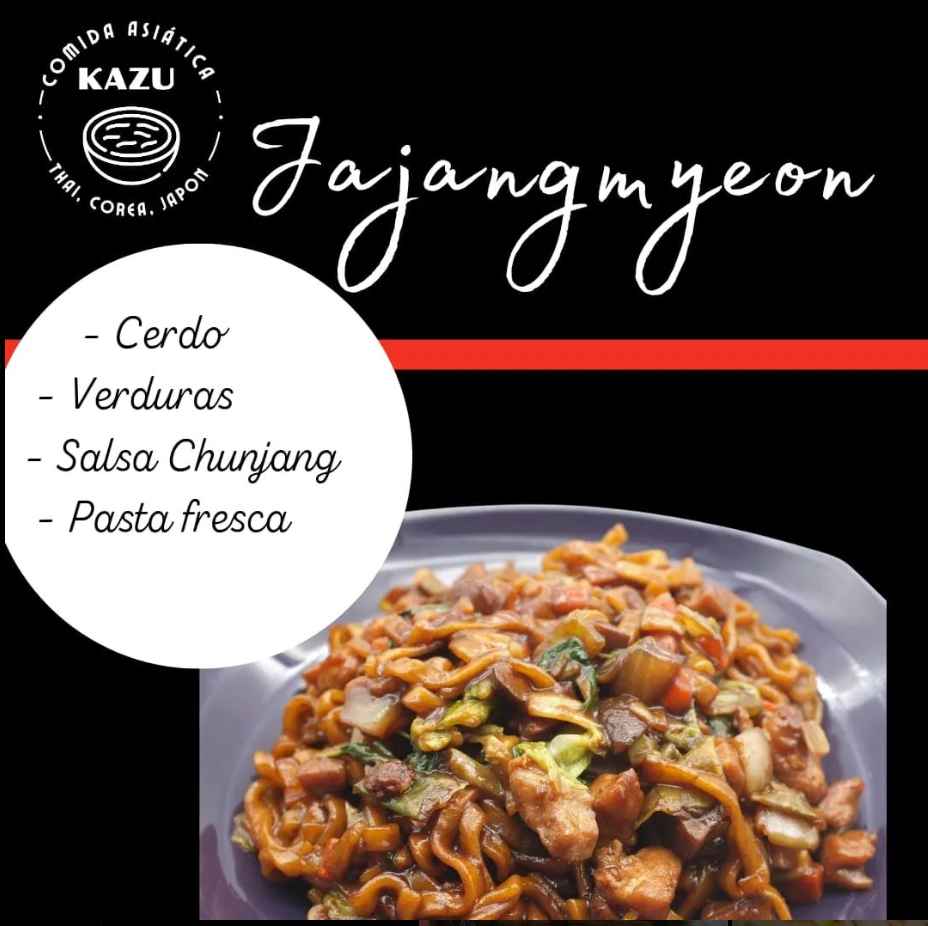 COMIDA ASIÁTICA
KAZU
THAI, COREA, JAPON
Jajangmyeon
- Cerdo
- Verduras
- Salsa Chunjang
- Pasta fresca